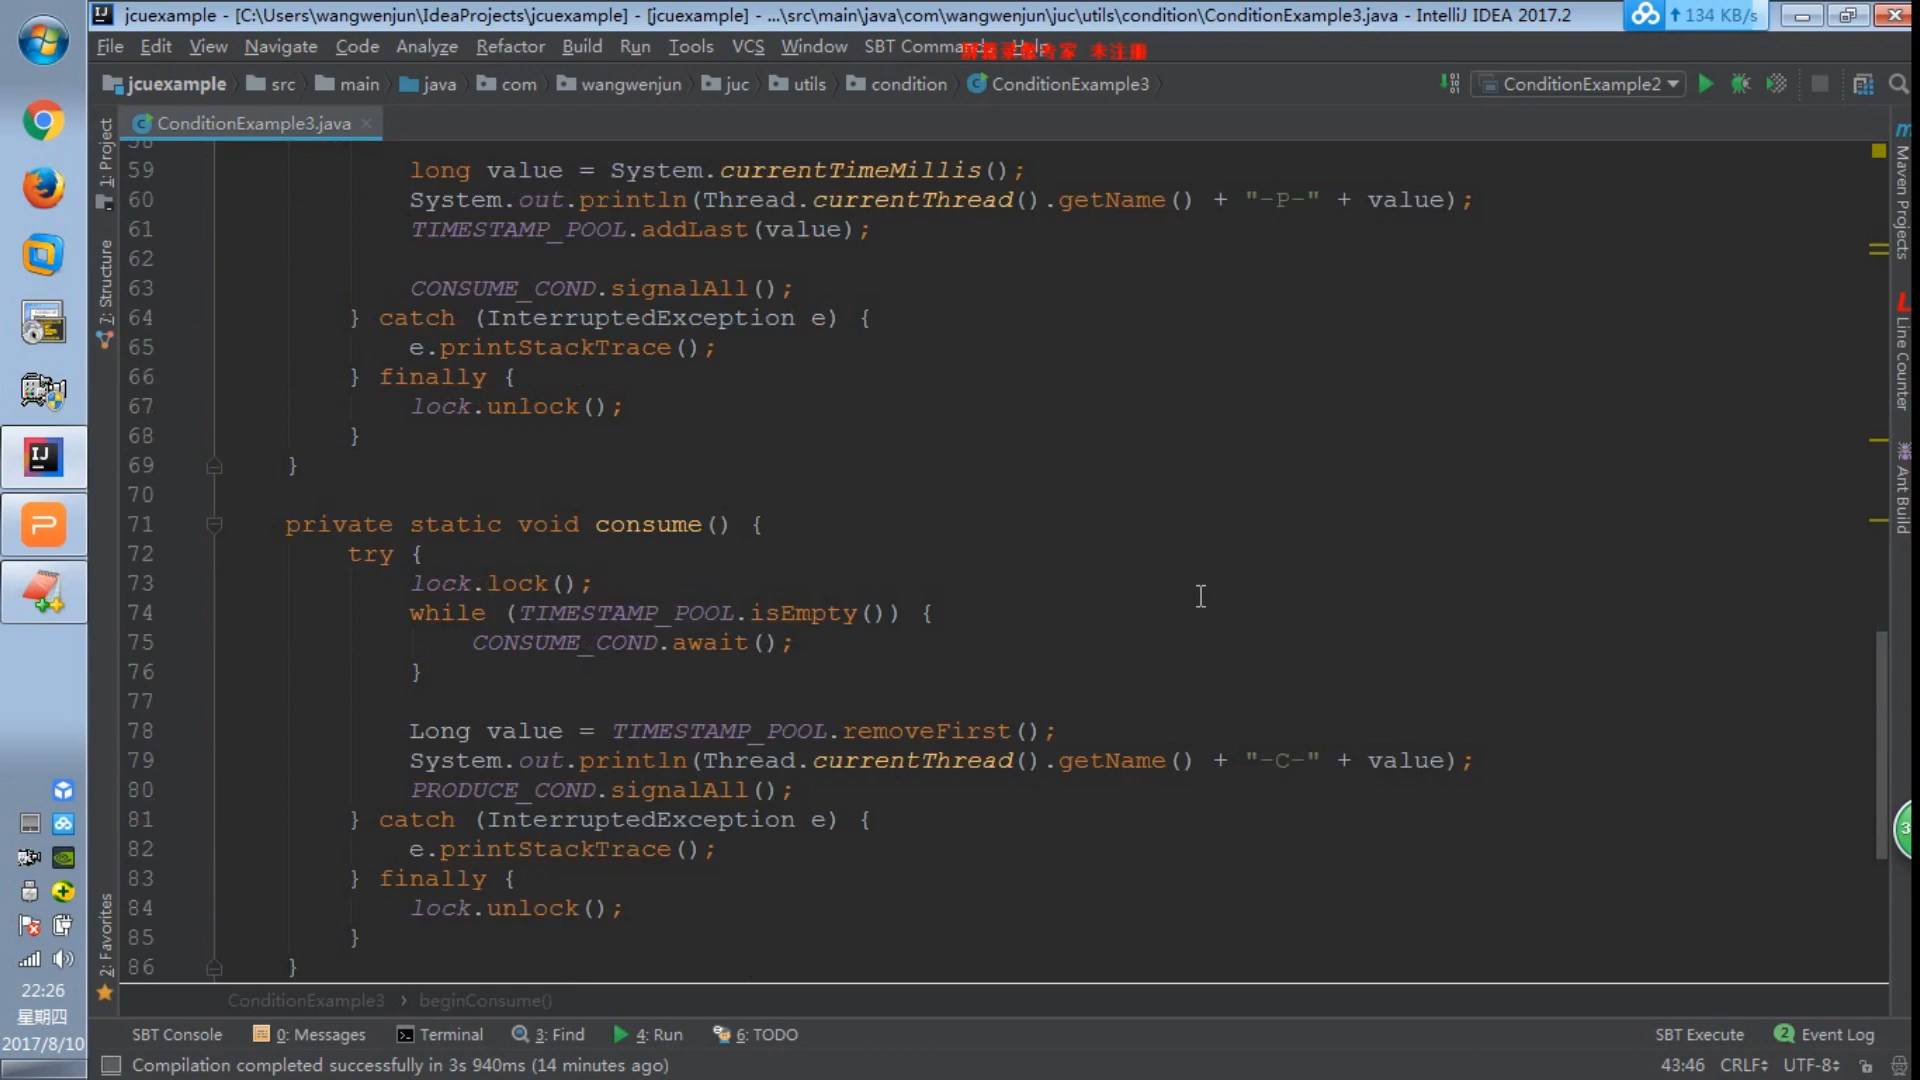 jcuexample - [C:\Users\wangwenjun\IdeaProjects\jcuexample] - [jcuexample] - ...\src\main\java\com\wangwenjun\juc\utils\condition\ConditionExample3.java - IntelliJ IDEA 2017.2
134 KB/s
File Edit View Navigate Code Analyze Refactor Build Run Tools VCS Window SBT Commands Help
未注册
jcuexample src main java com wangwenjun juc utils condition ConditionExample3
ConditionExample2
ConditionExample3.java
1: Project
7: Structure
2: Favorites
Maven Projects
Line Counter
Ant Build
59 long value = System.currentTimeMillis();
60 System.out.println(Thread.currentThread().getName() + "-P-" + value);
61 TIMESTAMP_POOL.addLast(value);
62
63 CONSUME_COND.signalAll();
64 } catch (InterruptedException e) {
65 e.printStackTrace();
66 } finally {
67 lock.unlock();
68 }
69 }
70
71 private static void consume() {
72 try {
73 lock.lock();
74 while (TIMESTAMP_POOL.isEmpty()) {
75 CONSUME_COND.await();
76 }
77
78 Long value = TIMESTAMP_POOL.removeFirst();
79 System.out.println(Thread.currentThread().getName() + "-C-" + value);
80 PRODUCE_COND.signalAll();
81 } catch (InterruptedException e) {
82 e.printStackTrace();
83 } finally {
84 lock.unlock();
85 }
86 }
ConditionExample3 › beginConsume()
SBT Console 0: Messages Terminal 3: Find 4: Run 6: TODO SBT Execute 2 Event Log
Compilation completed successfully in 3s 940ms (14 minutes ago) 43:46 CRLF UTF-8
22:26
星期四
2017/8/10